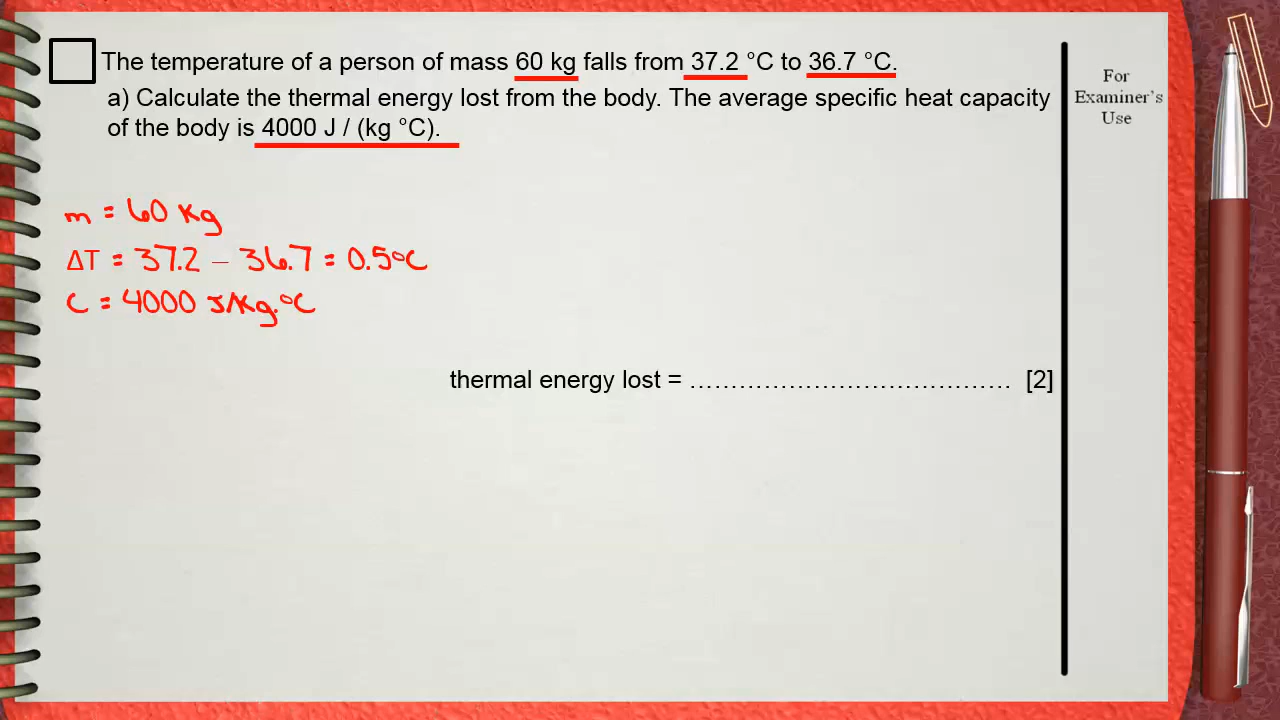 The temperature of a person of mass 60 kg falls from 37.2 °C to 36.7 °C.
a) Calculate the thermal energy lost from the body. The average specific heat capacity
of the body is 4000 J / (kg °C).
For
Examiner's
Use
m = 60 Kg
ΔT = 37.2 – 36.7 = 0.5°C
C = 4000 J/Kg.°C
thermal energy lost = ………………………………… [2]